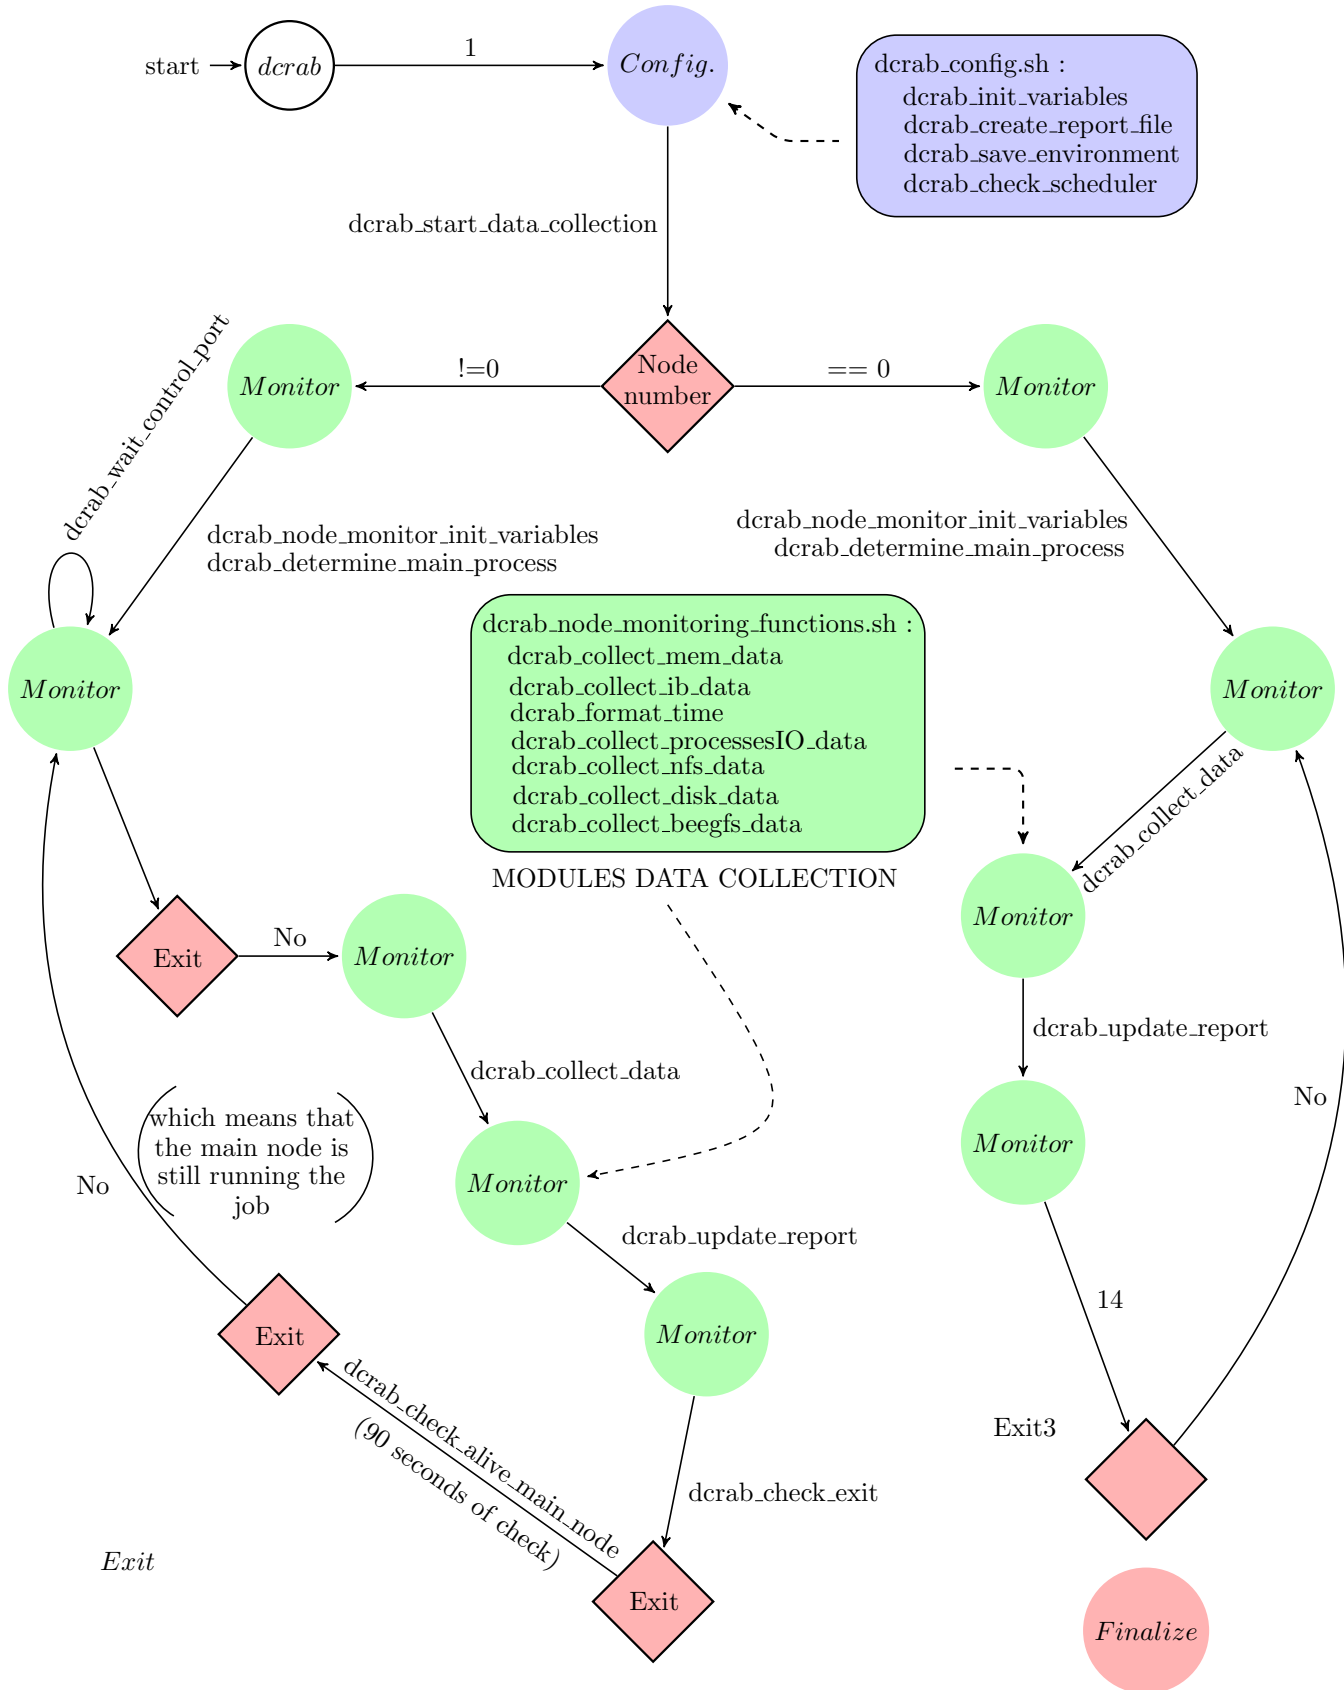 start
dcrab
1
Config.
dcrab_config.sh :
dcrab_init_variables
dcrab_create_report_file
dcrab_save_environment
dcrab_check_scheduler
dcrab_start_data_collection
Monitor
!=0
Node
number
== 0
Monitor
dcrab_wait_control_port
dcrab_node_monitor_init_variables
dcrab_determine_main_process
dcrab_node_monitor_init_variables
dcrab_determine_main_process
Monitor
dcrab_node_monitoring_functions.sh :
dcrab_collect_mem_data
dcrab_collect_ib_data
dcrab_format_time
dcrab_collect_processesIO_data
dcrab_collect_nfs_data
dcrab_collect_disk_data
dcrab_collect_beegfs_data
MODULES DATA COLLECTION
Monitor
dcrab_collect_data
Monitor
Exit
No
Monitor
dcrab_update_report
dcrab_collect_data
Monitor
No
which means that
the main node is
still running the
job
No
Monitor
dcrab_update_report
14
Exit
Monitor
dcrab_check_alive_main_node
(90 seconds of check)
dcrab_check_exit
Exit3
Exit
Exit
Finalize